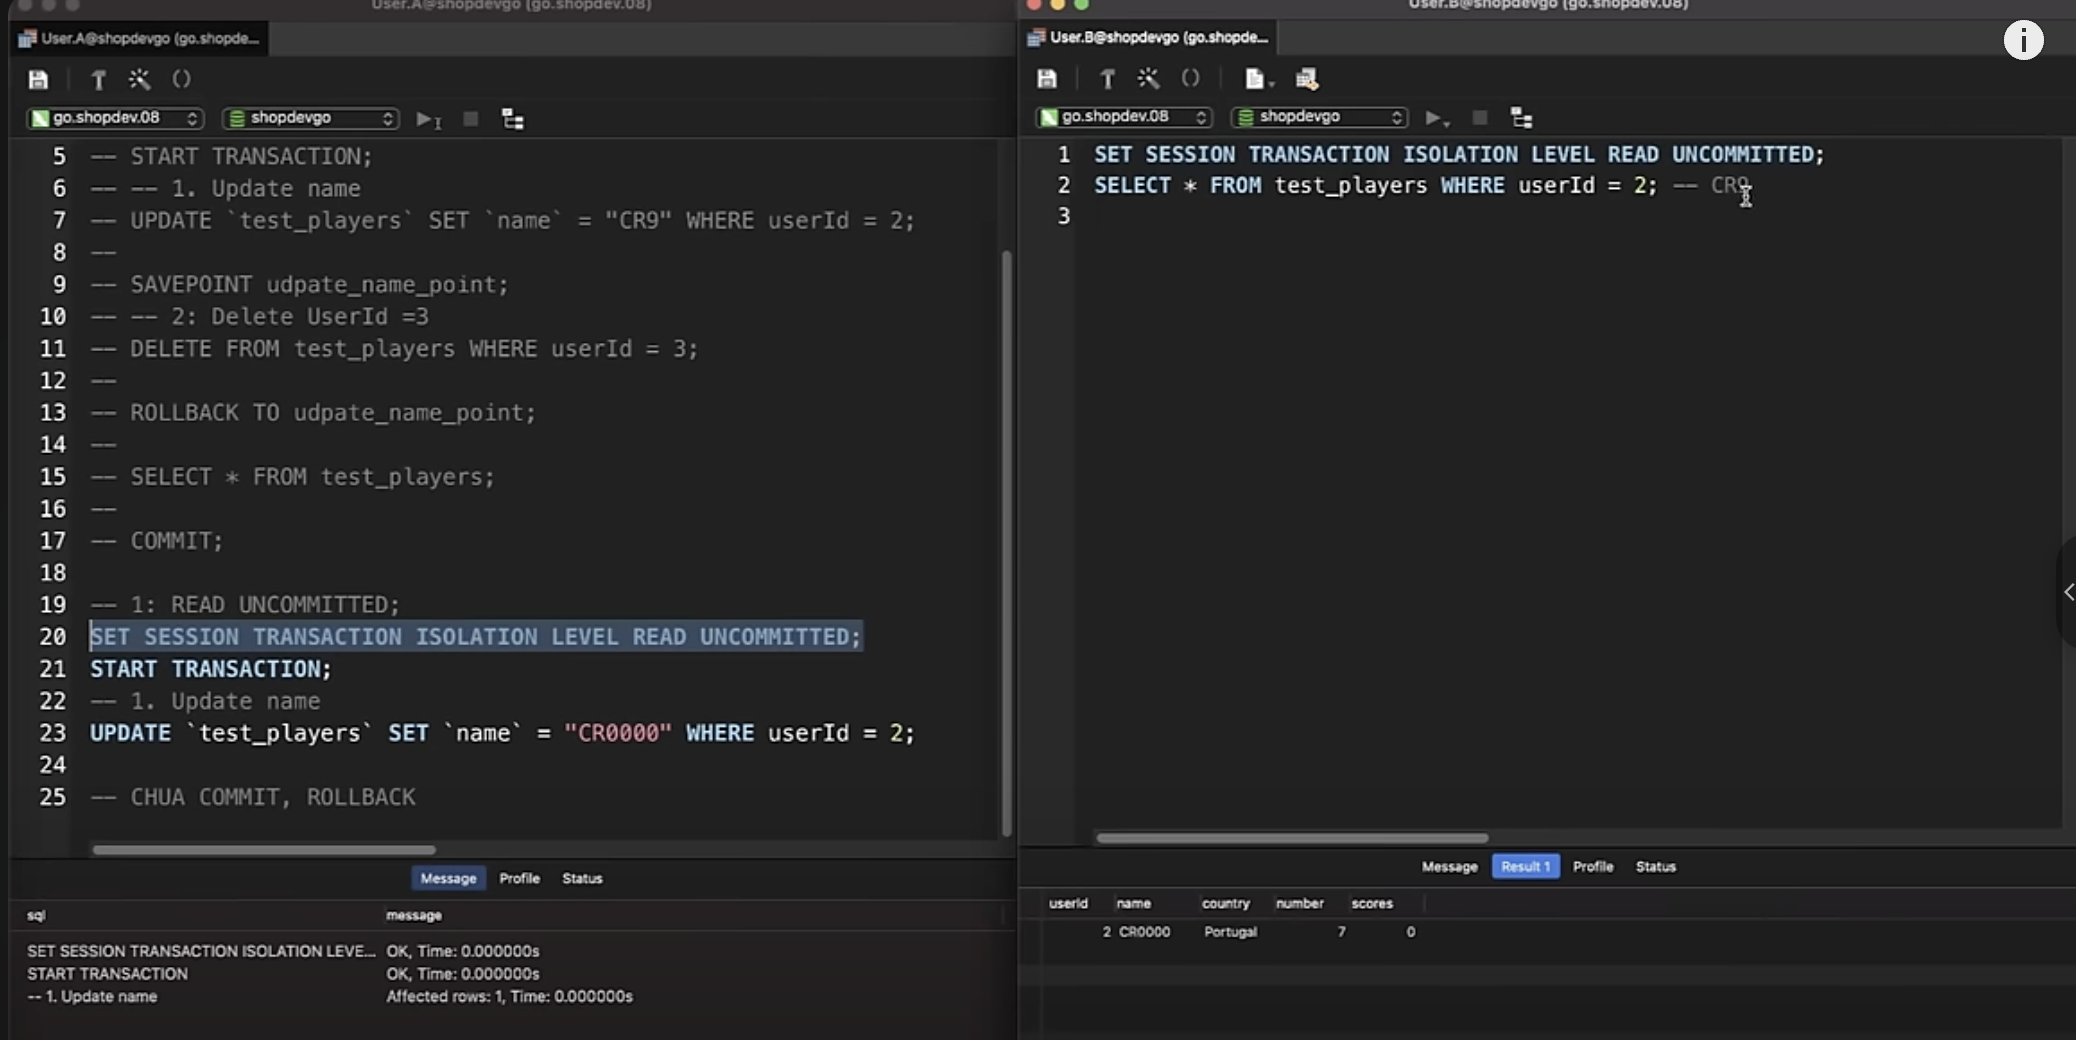 User.A@shopdevgo (go.shopdev.08)
User.A@shopdevgo (go.shopde...
go.shopdev.08
shopdevgo
5 -- START TRANSACTION;
6 -- -- 1. Update name
7 -- UPDATE `test_players` SET `name` = "CR9" WHERE userId = 2;
8 --
9 -- SAVEPOINT udpate_name_point;
10 -- -- 2: Delete UserId =3
11 -- DELETE FROM test_players WHERE userId = 3;
12 --
13 -- ROLLBACK TO udpate_name_point;
14 --
15 -- SELECT * FROM test_players;
16 --
17 -- COMMIT;
18
19 -- 1: READ UNCOMMITTED;
20 SET SESSION TRANSACTION ISOLATION LEVEL READ UNCOMMITTED;
21 START TRANSACTION;
22 -- 1. Update name
23 UPDATE `test_players` SET `name` = "CR0000" WHERE userId = 2;
24
25 -- CHUA COMMIT, ROLLBACK
Message Profile Status
sql message
SET SESSION TRANSACTION ISOLATION LEVE... OK, Time: 0.000000s
START TRANSACTION OK, Time: 0.000000s
-- 1. Update name Affected rows: 1, Time: 0.000000s
User.B@shopdevgo (go.shopdev.08)
User.B@shopdevgo (go.shopde...
go.shopdev.08
shopdevgo
1 SET SESSION TRANSACTION ISOLATION LEVEL READ UNCOMMITTED;
2 SELECT * FROM test_players WHERE userId = 2; -- CR9
3
Message Result 1 Profile Status
userId name country number scores
2 CR0000 Portugal 7 0